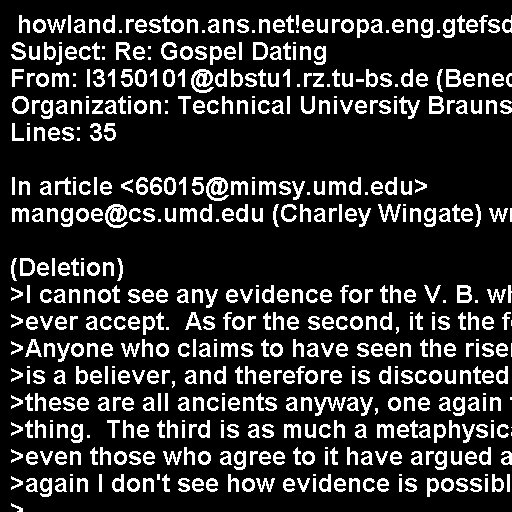 howland.reston.ans.net!europa.eng.gtefsd
Subject: Re: Gospel Dating
From: I3150101@dbstu1.rz.tu-bs.de (Bened
Organization: Technical University Brauns
Lines: 35

In article <66015@mimsy.umd.edu>
mangoe@cs.umd.edu (Charley Wingate) wr

(Deletion)
>I cannot see any evidence for the V. B. wh
>ever accept.  As for the second, it is the fo
>Anyone who claims to have seen the risen
>is a believer, and therefore is discounted
>these are all ancients anyway, one again t
>thing.  The third is as much a metaphysica
>even those who agree to it have argued a
>again I don't see how evidence is possibl
>